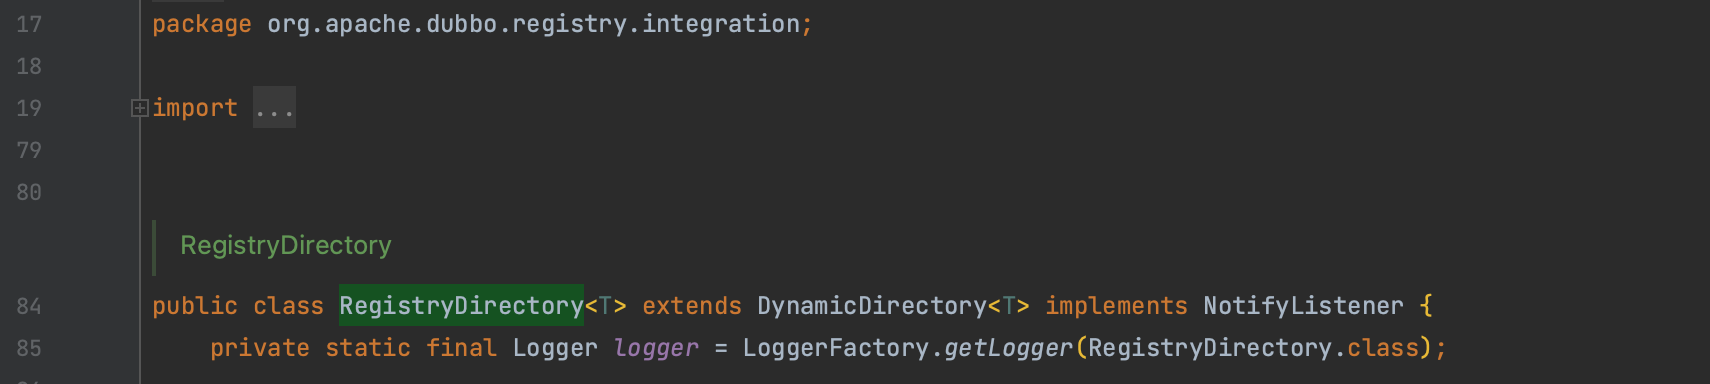 17 package org.apache.dubbo.registry.integration;
18
19 import ...
79
80
RegistryDirectory
84 public class RegistryDirectory<T> extends DynamicDirectory<T> implements NotifyListener {
85 private static final Logger logger = LoggerFactory.getLogger(RegistryDirectory.class);